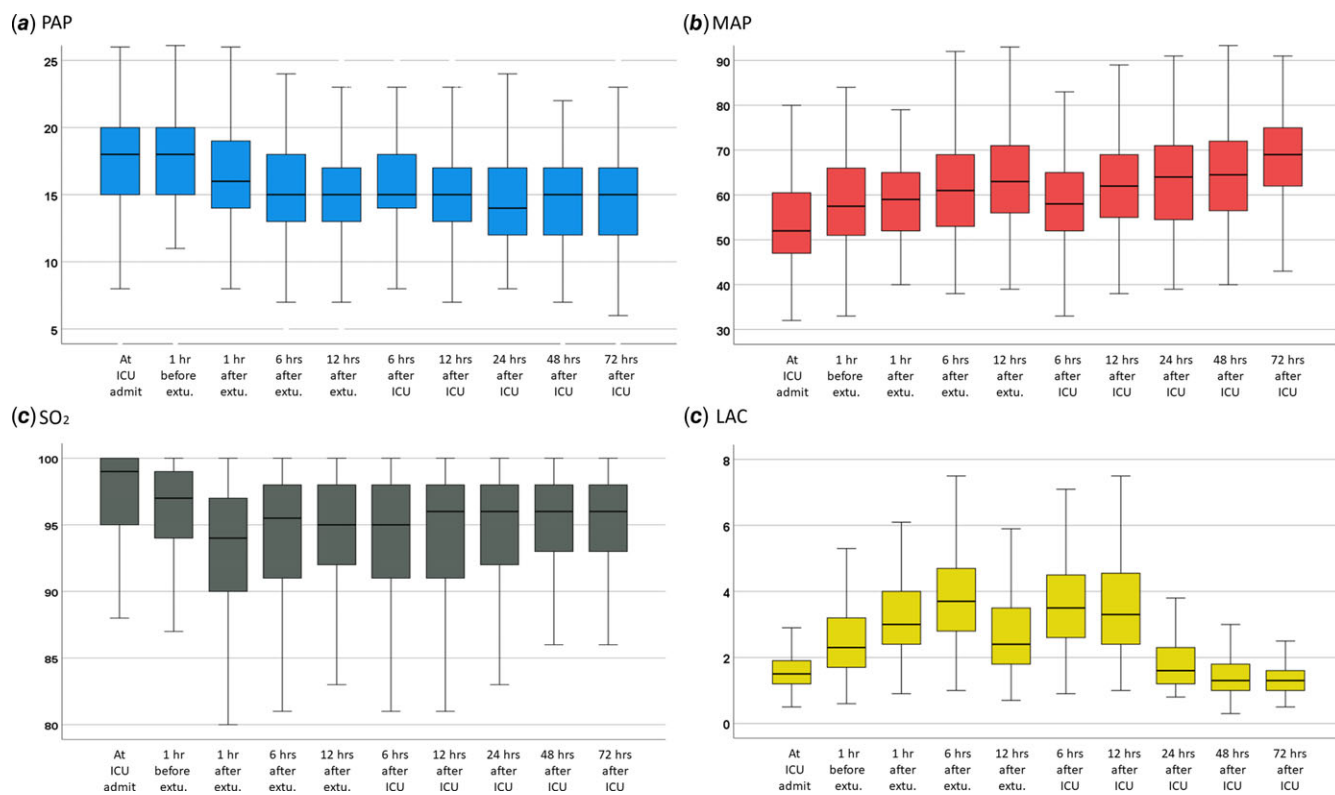 (a) PAP
25
20
15
10
5
At 1 hr 1 hr 6 hrs 12 hrs 6 hrs 12 hrs 24 hrs 48 hrs 72 hrs
ICU before after after after after after after after after
admit extu. extu. extu. extu. ICU ICU ICU ICU ICU
(b) MAP
90
80
70
60
50
40
30
At 1 hr 1 hr 6 hrs 12 hrs 6 hrs 12 hrs 24 hrs 48 hrs 72 hrs
ICU before after after after after after after after after
admit extu. extu. extu. extu. ICU ICU ICU ICU ICU
(c) SO₂
100
95
90
85
80
At 1 hr 1 hr 6 hrs 12 hrs 6 hrs 12 hrs 24 hrs 48 hrs 72 hrs
ICU before after after after after after after after after
admit extu. extu. extu. extu. ICU ICU ICU ICU ICU
(c) LAC
8
6
4
2
0
At 1 hr 1 hr 6 hrs 12 hrs 6 hrs 12 hrs 24 hrs 48 hrs 72 hrs
ICU before after after after after after after after after
admit extu. extu. extu. extu. ICU ICU ICU ICU ICU